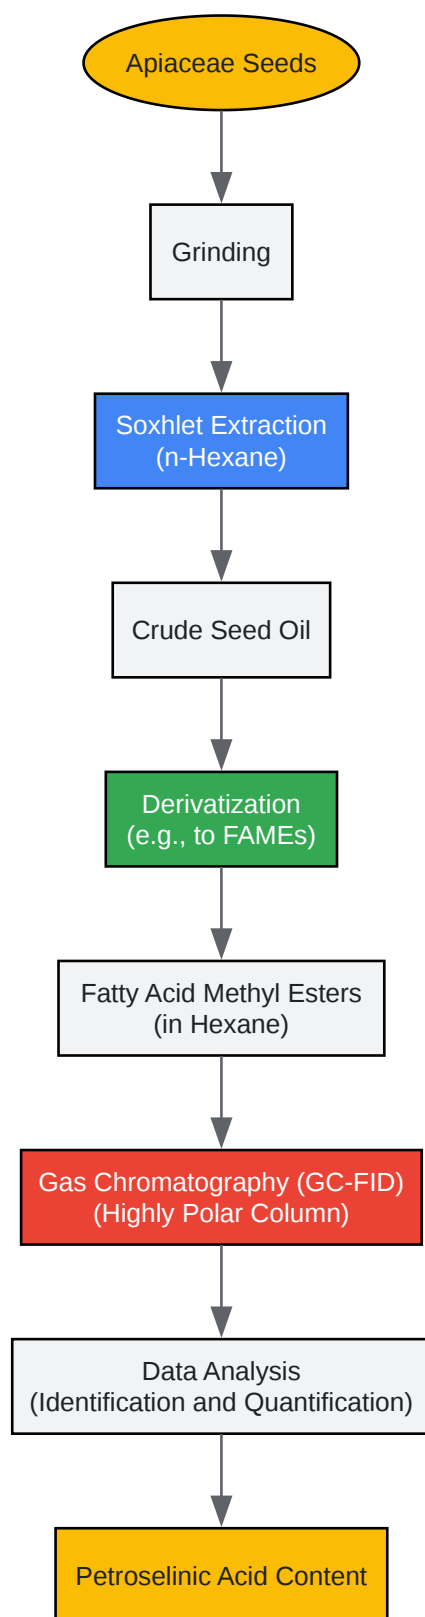 Apiaceae Seeds
Grinding
Soxhlet Extraction
(n-Hexane)
Crude Seed Oil
Derivatization
(e.g., to FAMEs)
Fatty Acid Methyl Esters
(in Hexane)
Gas Chromatography (GC-FID)
(Highly Polar Column)
Data Analysis
(Identification and Quantification)
Petroselinic Acid Content